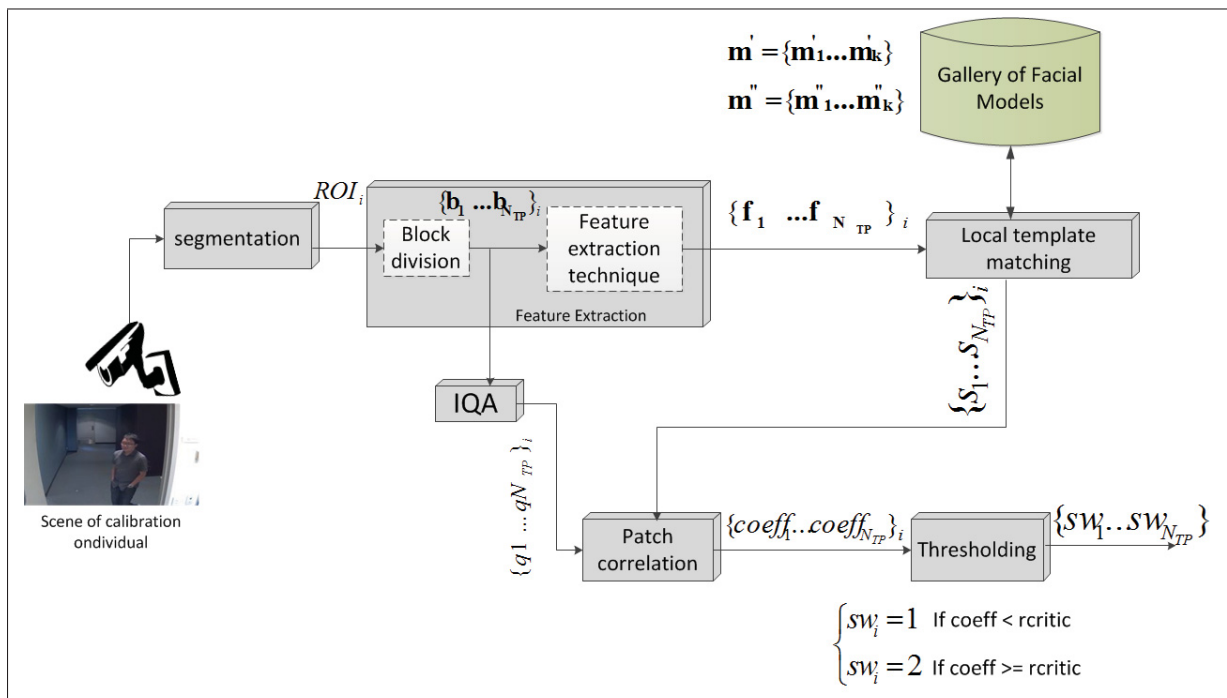 m' = {m'1...m'k}
m" = {m"1...m"k}
Gallery of Facial
Models
ROI i
{b1 ...bNTP}i
segmentation
Block
division
Feature
extraction
technique
Feature Extraction
{f1 ...f NTP } i
Local template
matching
{s1...sNTP}i
IQA
{q1 ...qNTP }i
Scene of calibration
ondividual
Patch
correlation
{coeff1...coeffNTP}i
Thresholding
{sw1...swNTP}
swi = 1 If coeff < rcritic
swi = 2 If coeff >= rcritic